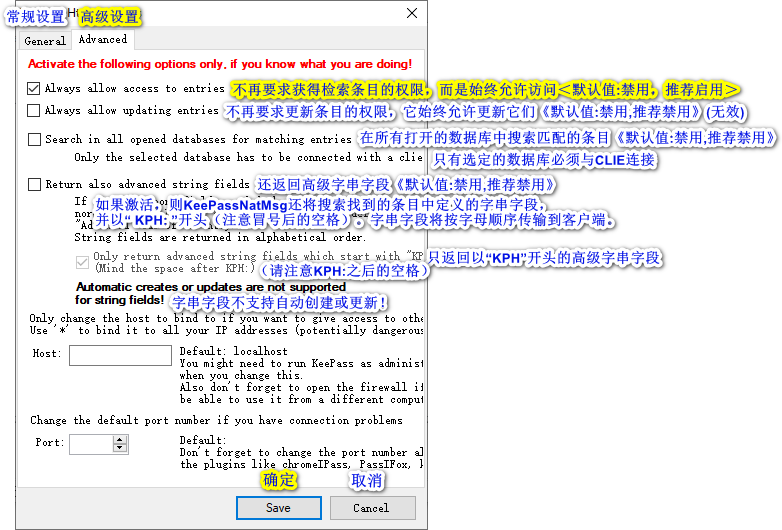 常规设置 高级设置
General Advanced
Activate the following options only, if you know what you are doing!
Always allow access to entries 不再要求获得检索条目的权限，而是始终允许访问＜默认值:禁用，推荐启用＞
Always allow updating entries 不再要求更新条目的权限，它始终允许更新它们《默认值:禁用,推荐禁用》(无效)
Search in all opened databases for matching entries 在所有打开的数据库中搜索匹配的条目《默认值:禁用,推荐禁用》
Only the selected database has to be connected with a clie 只有选定的数据库必须与CLIE连接
Return also advanced string fields 还返回高级字串字段《默认值:禁用,推荐禁用》
If
如果激活，则KeePassNatMsg还将搜索找到的条目中定义的字串字段，
nor
并以“ KPH: ”开头（注意冒号后的空格）。字串字段将按字母顺序传输到客户端。
String fields are returned in alphabetical order.
Only return advanced string fields which start with "KP 只返回以“KPH”开头的高级字串字段
(Mind the space after KPH:) （请注意KPH:之后的空格）
Automatic creates or updates are not supported
for string fields! 字串字段不支持自动创建或更新！
Only change the host to bind to if you want to give access to othe
Use '*' to bind it to all your IP addresses (potentially dangerous
Host: Default: localhost
You might need to run KeePass as adminis
when you change this.
Also don't forget to open the firewall if
be able to use it from a different comput
Change the default port number if you have connection problems
Port: Default:
Don't forget to change the port number al
the plugins like chromeIPass, PassIFox,
确定 取消
Save Cancel